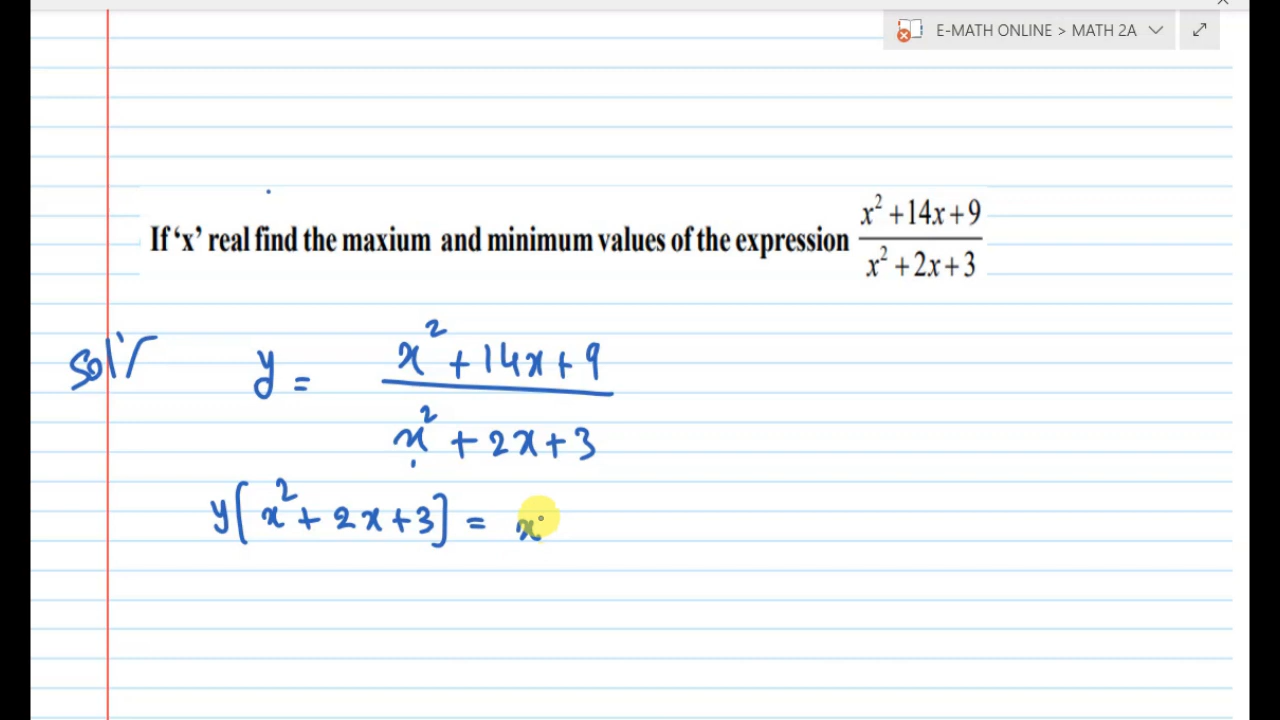 E-MATH ONLINE > MATH 2A
If ‘x’ real find the maxium and minimum values of the expression (x² +14x+9)/(x² +2x+3)
Sol'n y = (x² + 14x + 9)/(x² + 2x + 3)
y[x² + 2x + 3] = x